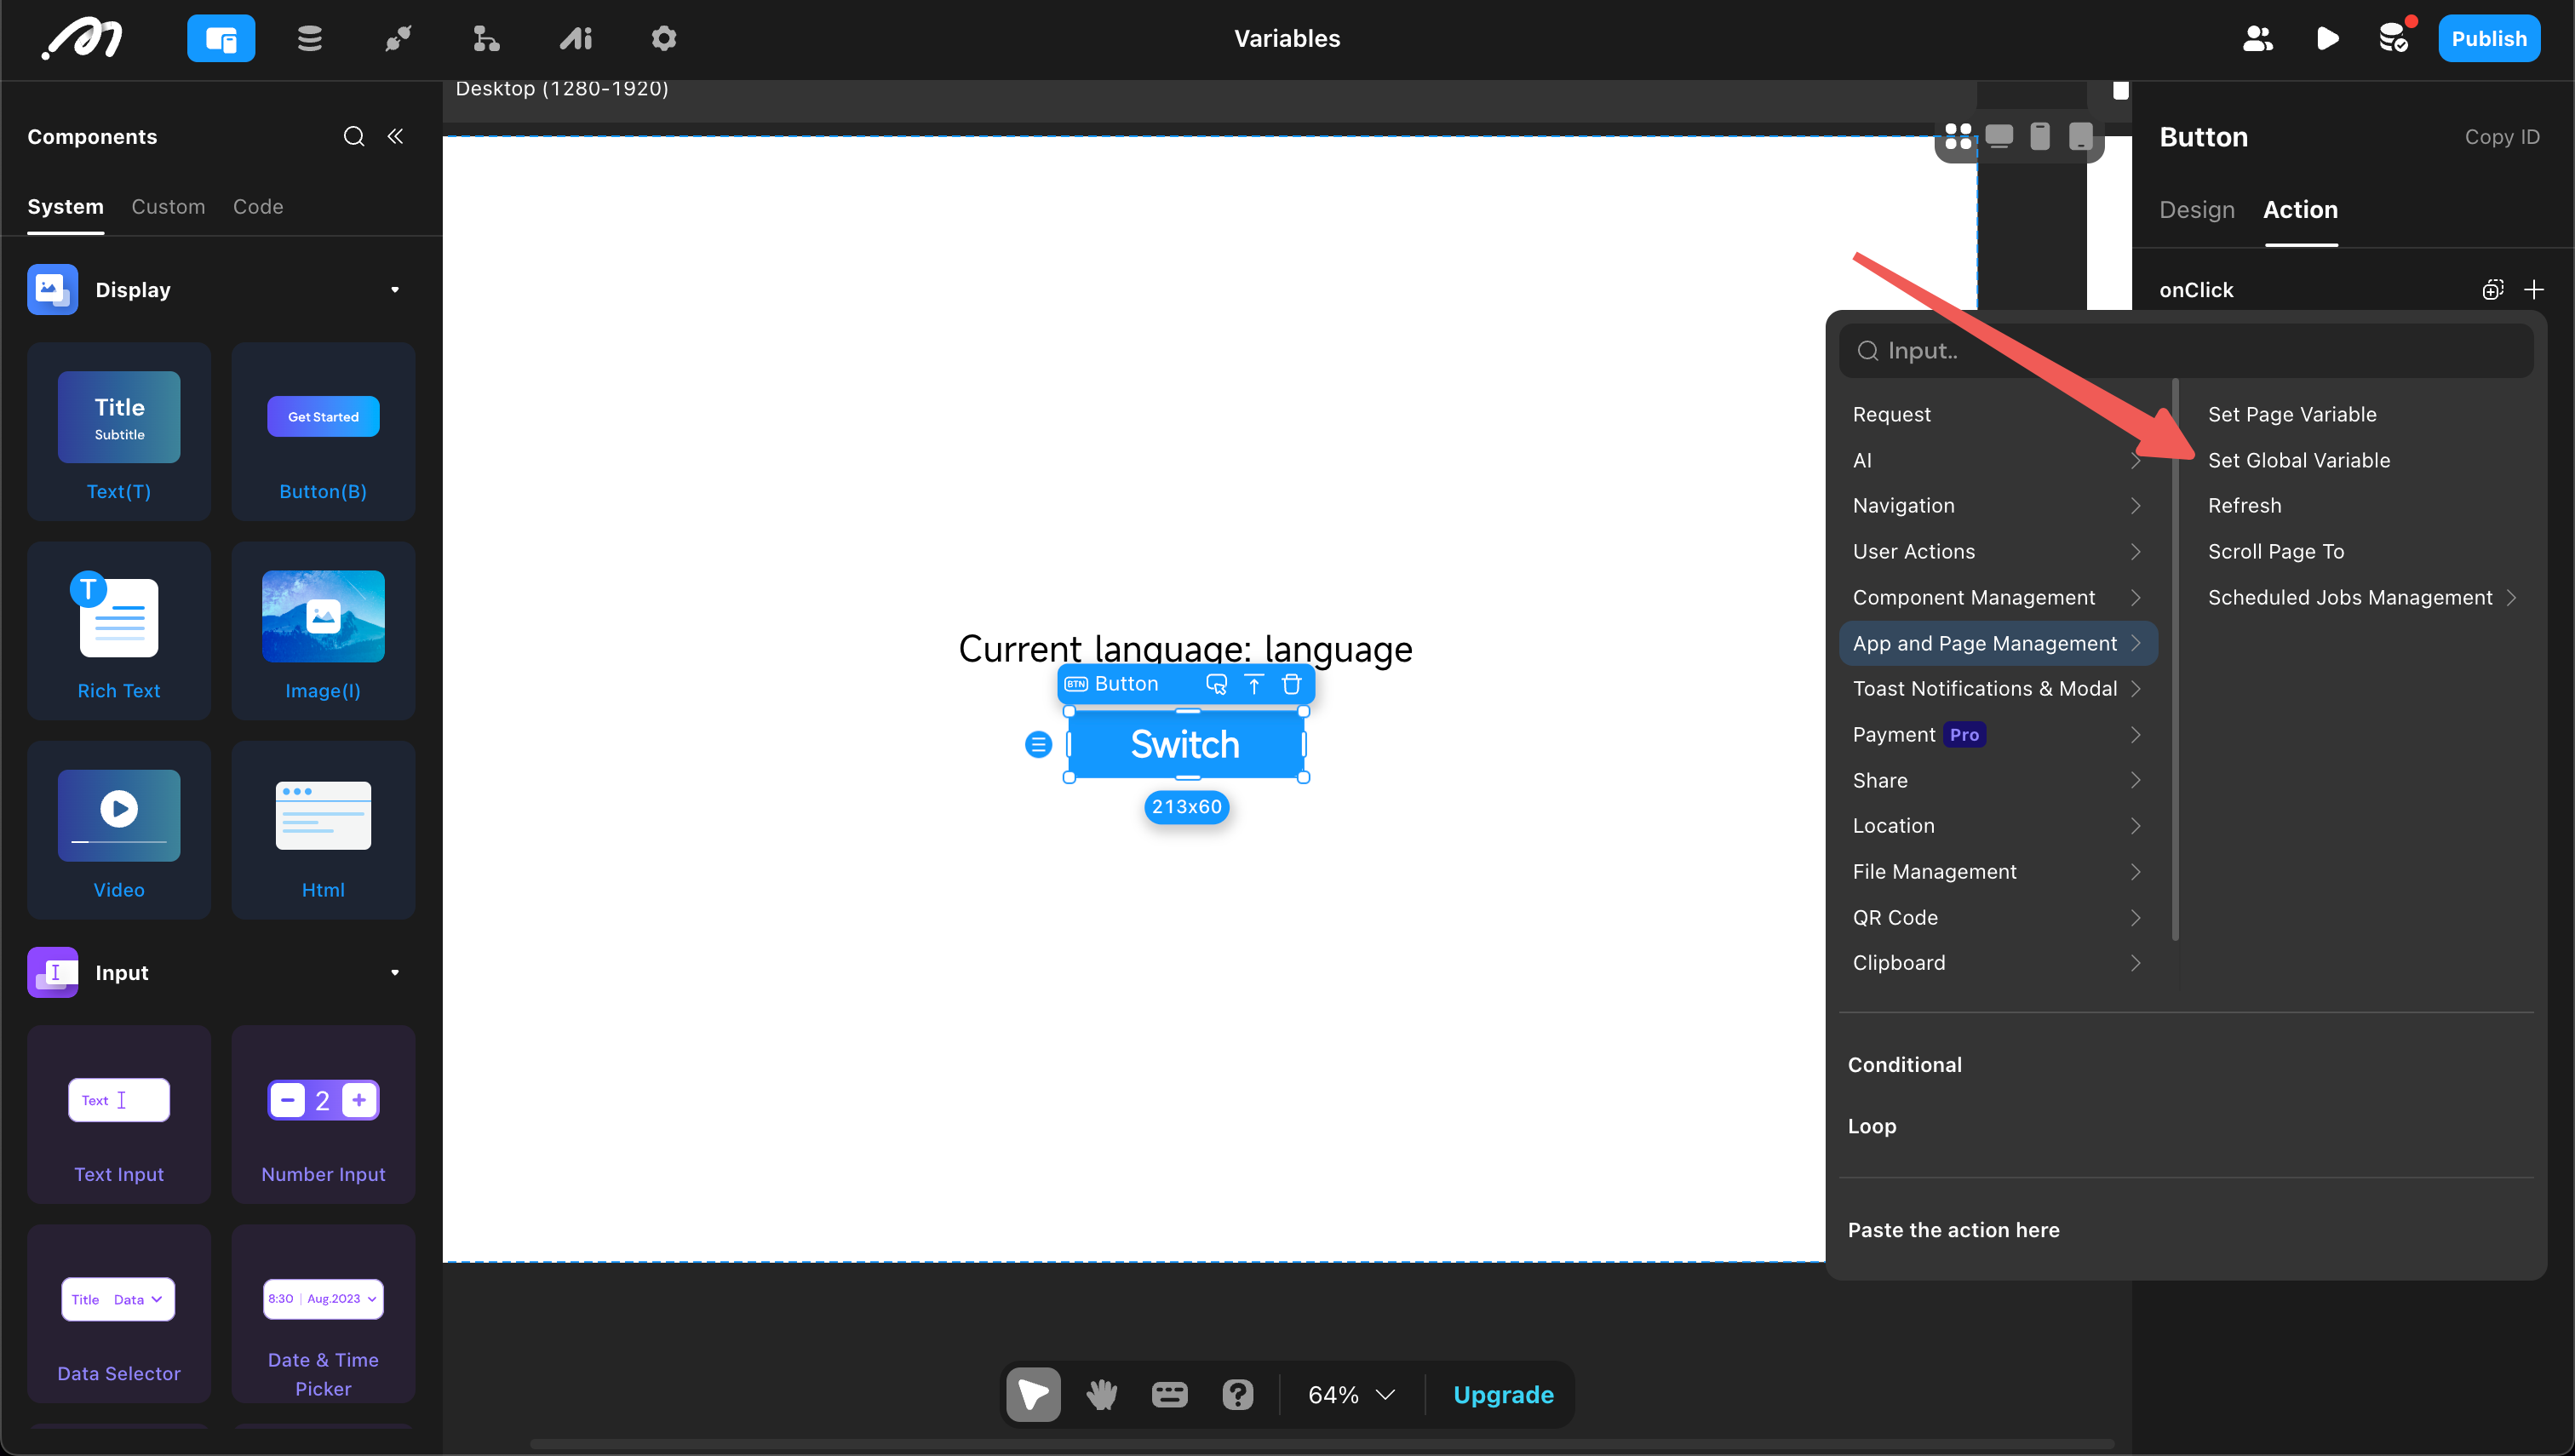 Variables
Publish
Components
System
Custom
Code
Display
Title
Subtitle
Text(T)
Get Started
Button(B)
T
Rich Text
Image(I)
Video
Html
Input
Text
Text Input
2
Number Input
Title Data
Data Selector
8:30 Aug.2023
Date & Time
Picker
Desktop (1280-1920)
Current language: language
BTN Button
Switch
213x60
64%
Upgrade
Button
Copy ID
Design
Action
onClick
Input..
Request
AI
Navigation
User Actions
Component Management
App and Page Management
Toast Notifications & Modal
Payment Pro
Share
Location
File Management
QR Code
Clipboard
Set Page Variable
Set Global Variable
Refresh
Scroll Page To
Scheduled Jobs Management
Conditional
Loop
Paste the action here